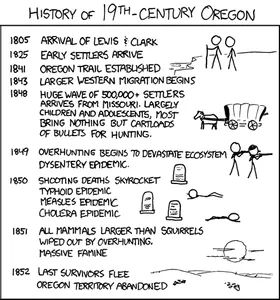 HISTORY OF 19TH-CENTURY OREGON
1805 ARRIVAL OF LEWIS & CLARK
1825 EARLY SETTLERS ARRIVE
1841 OREGON TRAIL ESTABLISHED
1843 LARGER WESTERN MIGRATION BEGINS
1848 HUGE WAVE OF 500,000+ SETTLERS
ARRIVES FROM MISSOURI. LARGELY
CHILDREN AND ADOLESCENTS, MOST
BRING NOTHING BUT CARTLOADS
OF BULLETS FOR HUNTING.
1849 OVERHUNTING BEGINS TO DEVASTATE ECOSYSTEM
DYSENTERY EPIDEMIC.
1850 SHOOTING DEATHS SKYROCKET
TYPHOID EPIDEMIC
MEASLES EPIDEMIC
CHOLERA EPIDEMIC
1851 ALL MAMMALS LARGER THAN SQUIRRELS
WIPED OUT BY OVERHUNTING.
MASSIVE FAMINE
1852 LAST SURVIVORS FLEE
OREGON TERRITORY ABANDONED